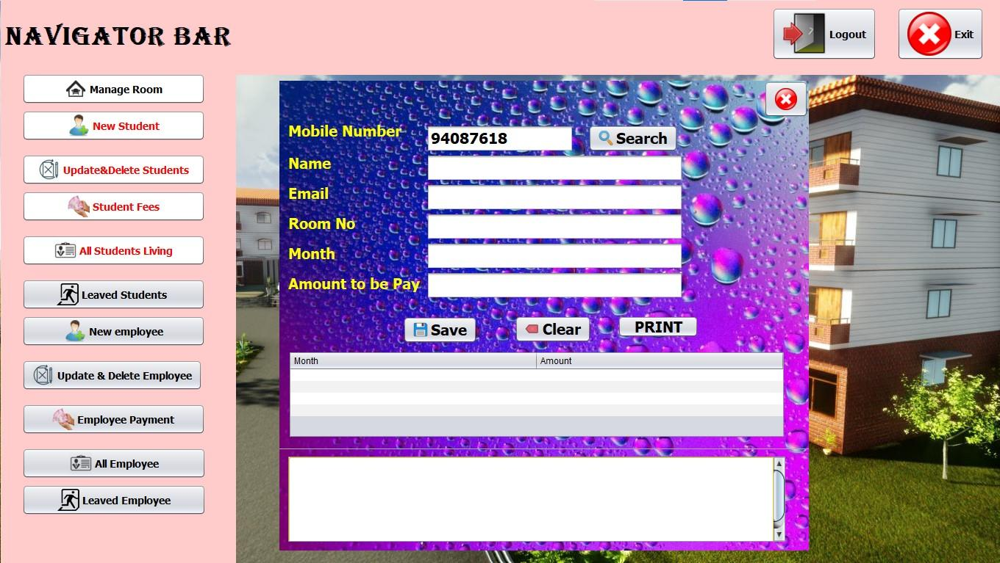 NAVIGATOR BAR
Logout
Exit
Manage Room
New Student
Update&Delete Students
Student Fees
All Students Living
Leaved Students
New employee
Update & Delete Employee
Employee Payment
All Employee
Leaved Employee
Mobile Number 94087618 Search
Name
Email
Room No
Month
Amount to be Pay
Save Clear PRINT
Month Amount